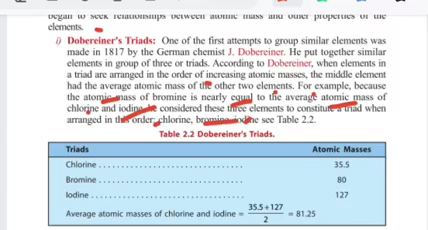 began to seek relationships between atomic mass and other properties of the
elements.
i) Dobereiner's Triads: One of the first attempts to group similar elements was
made in 1817 by the German chemist J. Dobereiner. He put together similar
elements in group of three or triads. According to Dobereiner, when elements in
a triad are arranged in the order of increasing atomic masses, the middle element
had the average atomic mass of the other two elements. For example, because
the atomic mass of bromine is nearly equal to the average atomic mass of
chlorine and iodine he considered these three elements to constitute a triad when
arranged in this order; chlorine, bromine, iodine see Table 2.2.
Table 2.2 Dobereiner's Triads.
Triads Atomic Masses
Chlorine 35.5
Bromine 80
Iodine 127
Average atomic masses of chlorine and iodine = 35.5+127 / 2 = 81.25